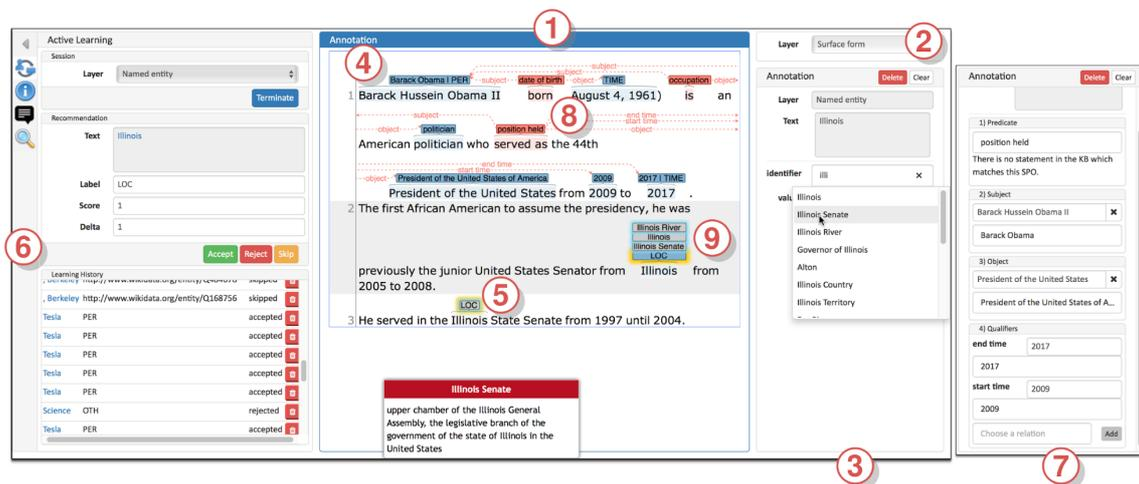 Active Learning
Session
Layer Named entity
Terminate
Recommendation
Text Illinois
Label LOC
Score 1
Delta 1
Accept Reject Skip
Learning History
, Berkeley http://www.wikidata.org/entity/Q168756 skipped
Tesla PER accepted
Tesla PER accepted
Tesla PER accepted
Tesla PER accepted
Tesla PER accepted
Science OTH rejected
Tesla PER accepted
6
1
Annotation
4
subject
subject
Barack Obama | PER subject date of birth object TIME occupation object
1 Barack Hussein Obama II born August 4, 1961) is an
8
subject end time
start time
object politician position held object
American politician who served as the 44th
end time
start time
object President of the United States of America 2009 2017 | TIME
President of the United States from 2009 to 2017 .
2 The first African American to assume the presidency, he was
Illinois River
Illinois
Illinois Senate
LOC
9
previously the junior United States Senator from Illinois from
2005 to 2008.
LOC
5
3 He served in the Illinois State Senate from 1997 until 2004.
Illinois Senate
upper chamber of the Illinois General
Assembly, the legislative branch of the
government of the state of Illinois in the
United States
Layer Surface form
2
Annotation Delete Clear
Layer Named entity
Text Illinois
identifier illi ×
valu
Illinois
Illinois Senate
Illinois River
Governor of Illinois
Alton
Illinois Country
Illinois Territory
3
Annotation Delete Clear
1) Predicate
position held
There is no statement in the KB which
matches this SPO.
2) Subject
Barack Hussein Obama II ×
Barack Obama
3) Object
President of the United States ×
President of the United States of A...
4) Qualifiers
end time 2017
2017
start time 2009
2009
Choose a relation Add
7